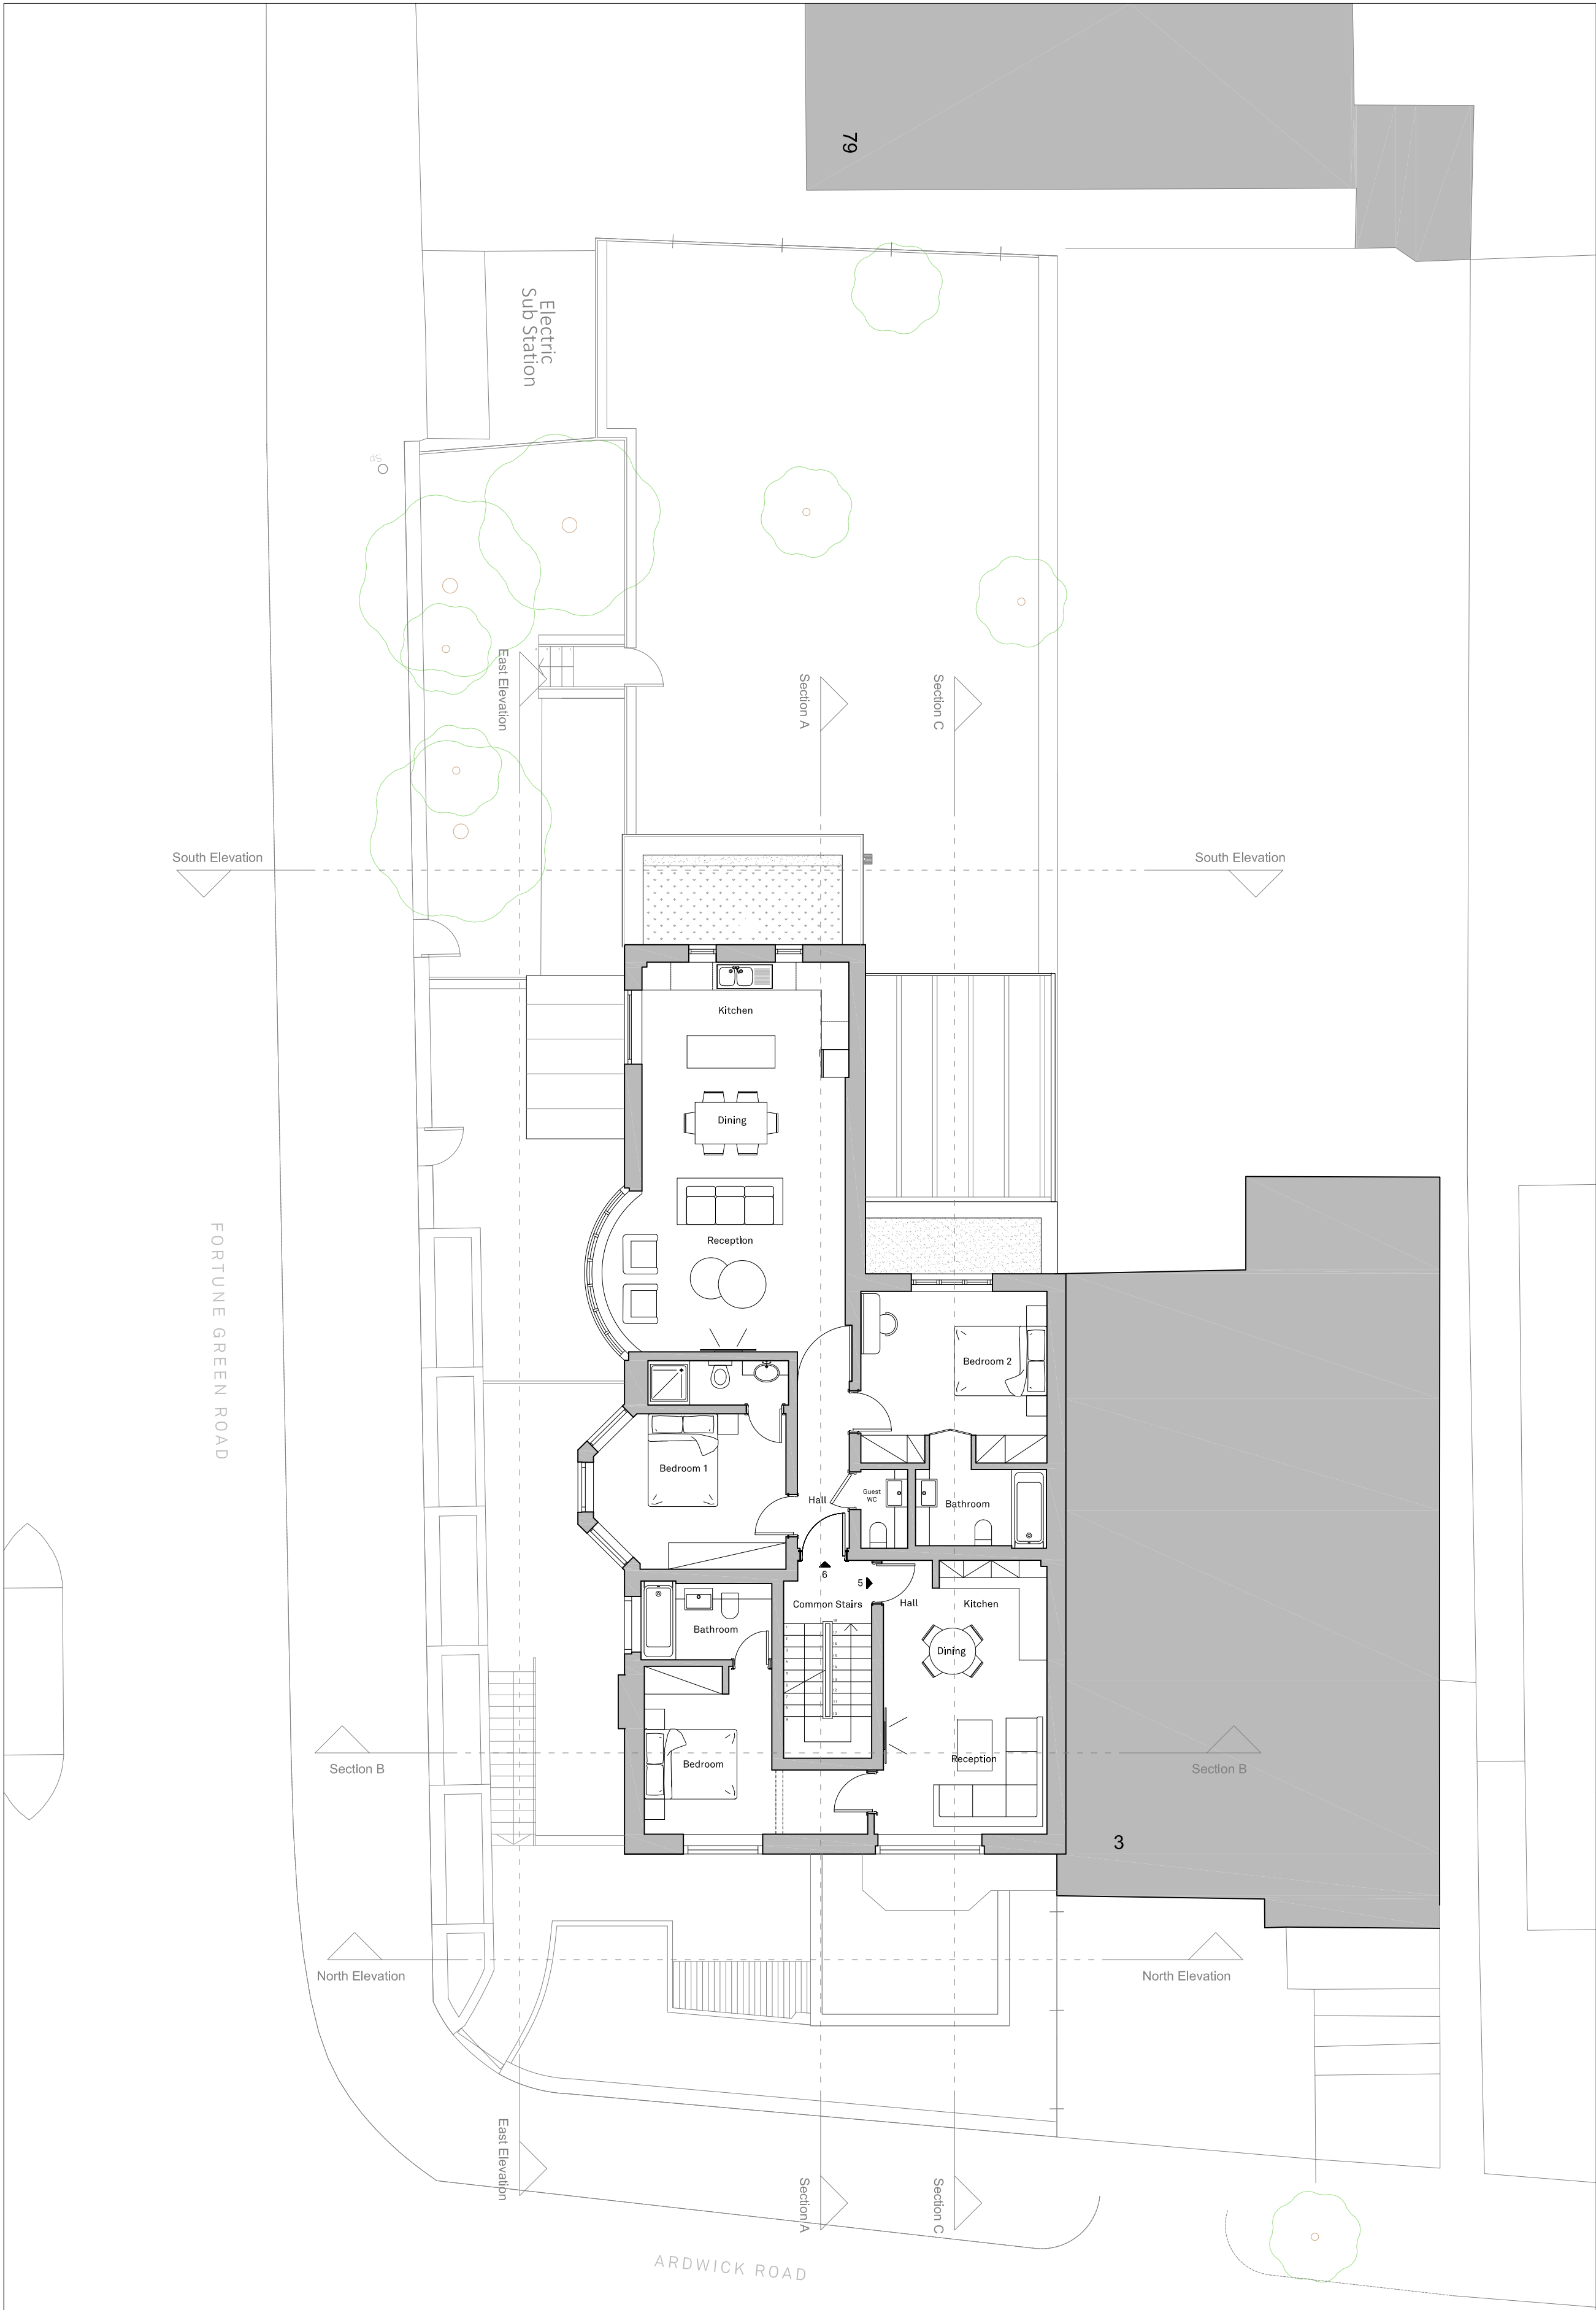 79
Electric
Sub Station
Sp
East Elevation
Section A
Section C
South Elevation
South Elevation
Kitchen
Dining
Reception
FORTUNE GREEN ROAD
Bedroom 2
Bedroom 1
Hall
Guest
WC
Bathroom
6
5
Common Stairs
Hall
Kitchen
Bathroom
Dining
Bedroom
Reception
Section B
Section B
3
North Elevation
North Elevation
East Elevation
Section A
Section C
ARDWICK ROAD